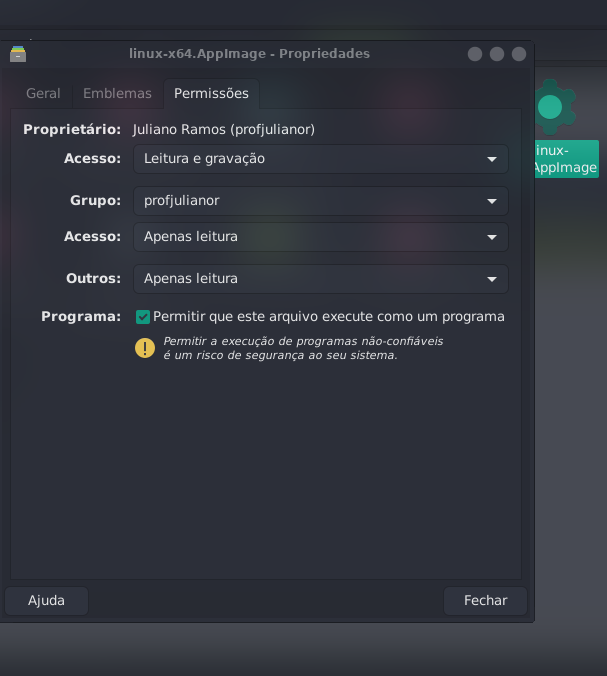 linux-x64.AppImage - Propriedades
Geral Emblemas Permissões
Proprietário: Juliano Ramos (profjulianor)
Acesso: Leitura e gravação
inux-
AppImage
Grupo: profjulianor
Acesso: Apenas leitura
Outros: Apenas leitura
Programa: Permitir que este arquivo execute como um programa
Permitir a execução de programas não-confiáveis
é um risco de segurança ao seu sistema.
Ajuda Fechar